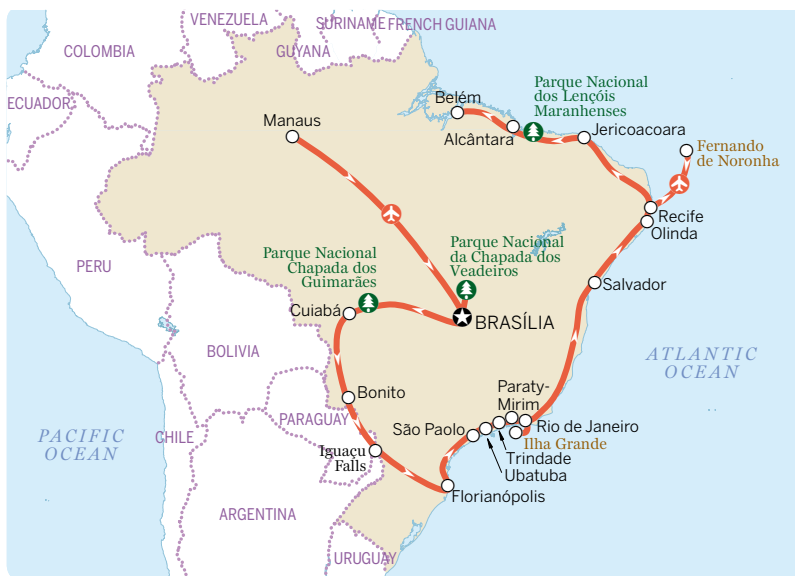 VENEZUELA
SURINAME
FRENCH GUIANA
COLOMBIA
GUYANA
ECUADOR
Parque Nacional
dos Lençóis
Maranhenses
Belém
Manaus
Alcântara
Jericoacoara
Fernando
de Noronha
Recife
Olinda
PERU
Parque Nacional
Chapada dos
Guimarães
Parque Nacional
da Chapada dos
Veadeiros
Salvador
Cuiabá
BRASÍLIA
BOLIVIA
ATLANTIC
OCEAN
Bonito
Paraty-
Mirim
PARAGUAY
São Paolo
Rio de Janeiro
Ilha Grande
PACIFIC
OCEAN
CHILE
Iguaçu
Falls
Trindade
Ubatuba
Florianópolis
ARGENTINA
URUGUAY